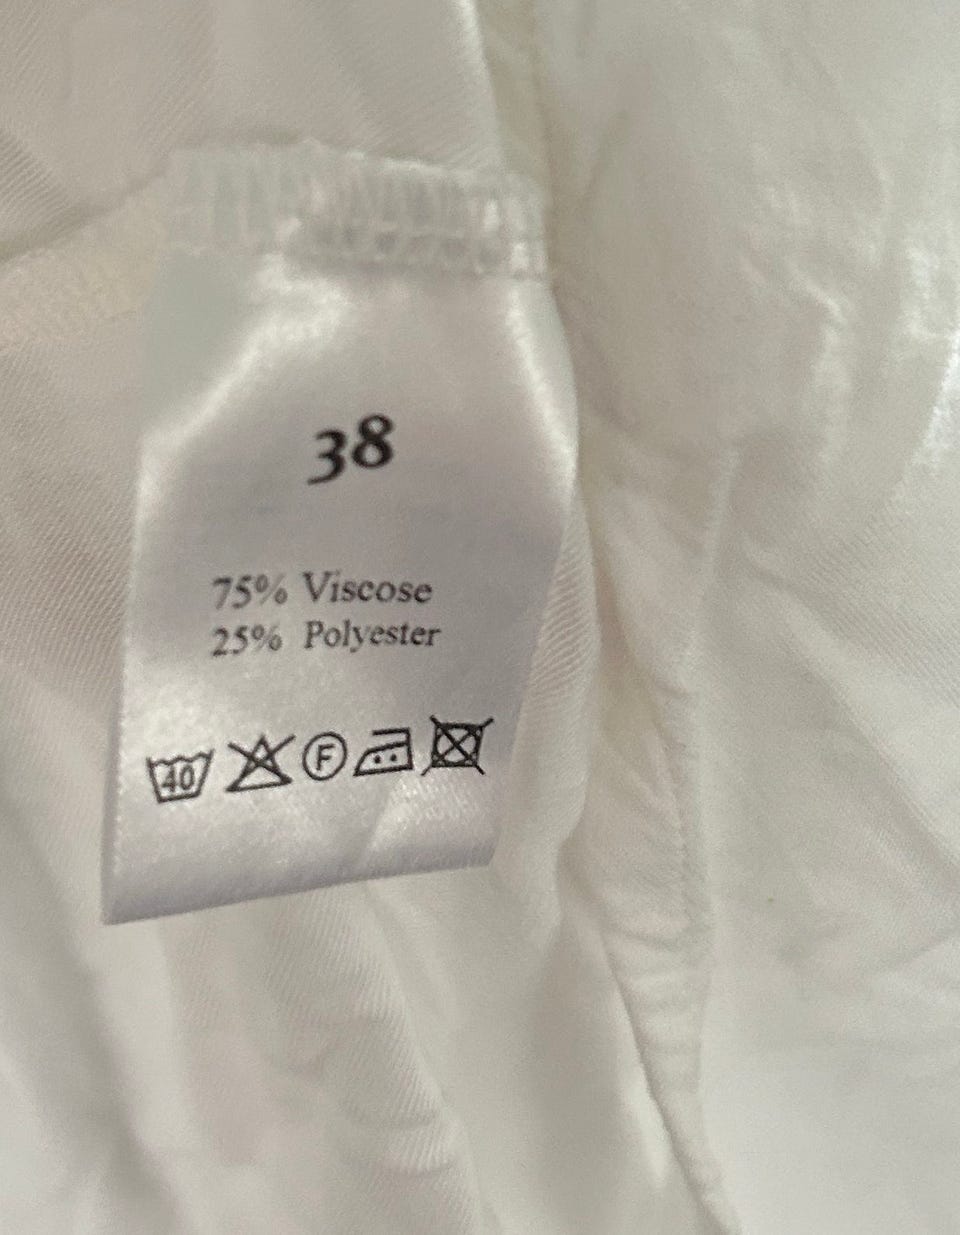 38
75% Viscose
25% Polyester
40 F